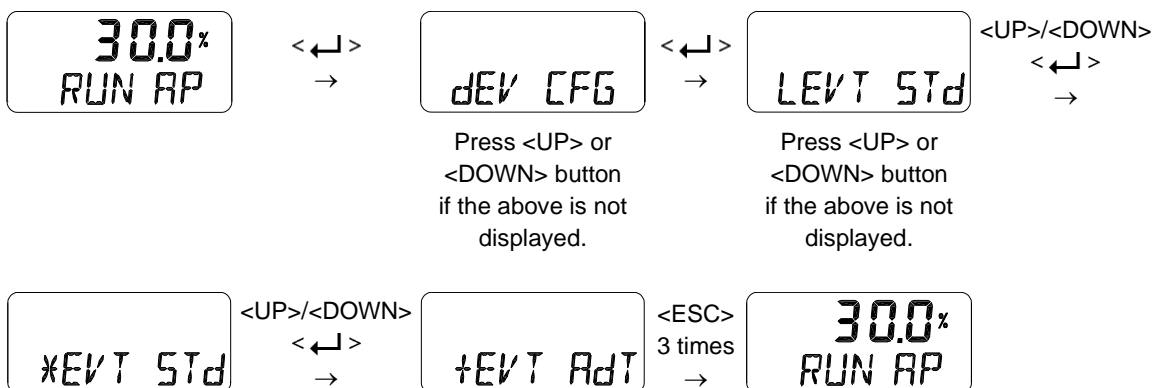 30.0%
RUN AP
< ↵ >
→
dEV CFG
Press <UP> or
<DOWN> button
if the above is not
displayed.
< ↵ >
→
LEVT STd
Press <UP> or
<DOWN> button
if the above is not
displayed.
<UP>/<DOWN>
< ↵ >
→
*EVT STd
<UP>/<DOWN>
< ↵ >
→
+EVT AdT
<ESC>
3 times
→
30.0%
RUN AP